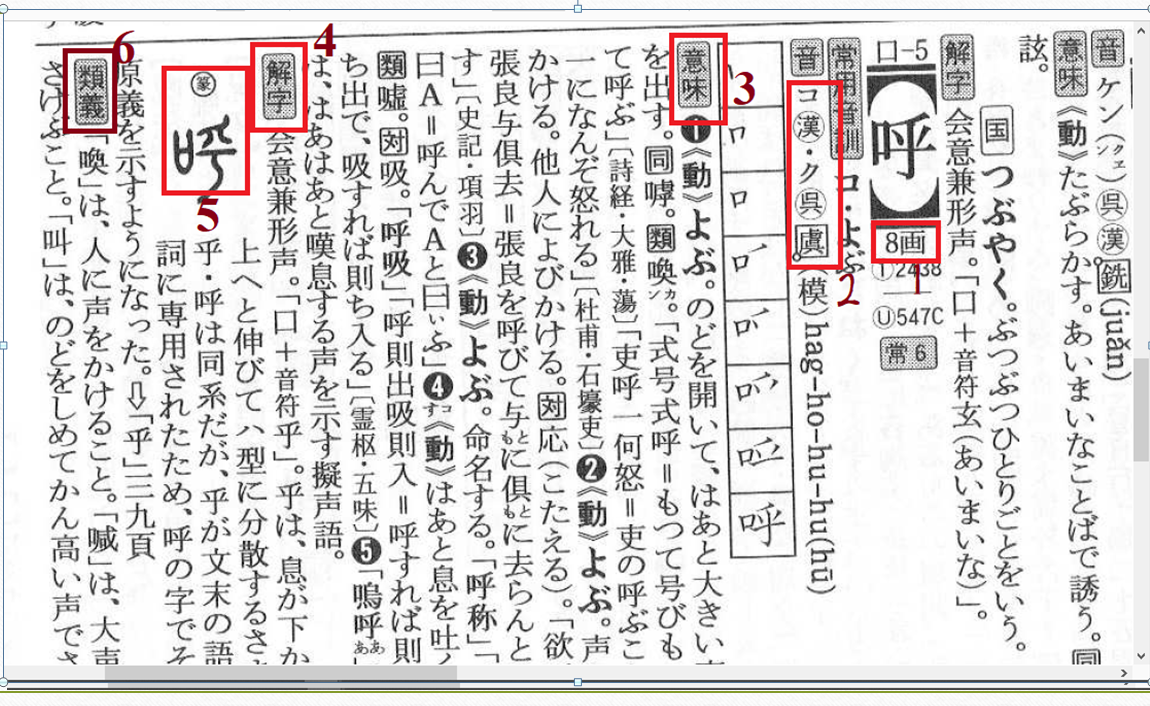 音 ケン(クヱン)呉漢 銑(juǎn)
意味 《動》たぶらかす。あいまいなことばで誘う。同
該。
国 つぶやく。ぶつぶつひとりごとをいう。
解字 会意兼形声。「口+音符玄(あいまいな)」。
口-5
呼
8画
1
①2438
Ⓤ547C
常6
常用音訓 コ・よぶ
2
音 コ漢・ク呉 虞(模)hag-ho-hu-hu(hū)
呼
3
意味 ❶《動》よぶ。のどを開いて、はあと大きい
を出す。同嘑。類喚カン。「式号式呼=もつて号びも
て呼ぶ」〔詩経・大雅・蕩〕「吏呼一何怒=吏の呼ぶこ
一になんぞ怒れる」〔杜甫・石壕吏〕❷《動》よぶ。声
かける。他人によびかける。対応(こたえる)。「欲
張良与俱去=張良を呼びて与もとに俱もとに去らんと
す」〔史記・項羽〕❸《動》よぶ。命名する。「呼称」「
曰A=呼んでAと曰いふ」❹《動》はあと息を吐く
類嘘。対吸。「呼吸」「呼則出吸則入=呼すれば則
ち出で、吸すれば則ち入る」〔霊枢・五味〕❺「嗚呼ああ」
は、はあはあと嘆息する声を示す擬声語。
4
解字 会意兼形声。「口+音符乎」。乎は、息が下か
上へと伸びてハ型に分散するさ
乎・呼は同系だが、乎が文末の語
詞に専用されたため、呼の字でそ
篆
5
原義を示すようになった。⇩「乎」三九頁
6
類義 「喚」は、人に声をかけること。「喊」は、大声
さけぶこと。「叫」は、のどをしめてかん高い声でさ